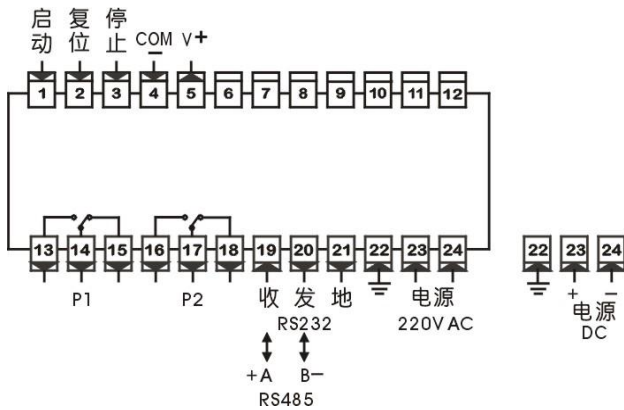 启动 复位 停止 COM V+
−
1 2 3 4 5 6 7 8 9 10 11 12
13 14 15 16 17 18 19 20 21 22 23 24 22 23 24
+ −
P1 P2 收 发 地 电源 电源
RS232 220V AC DC
+A B−
RS485